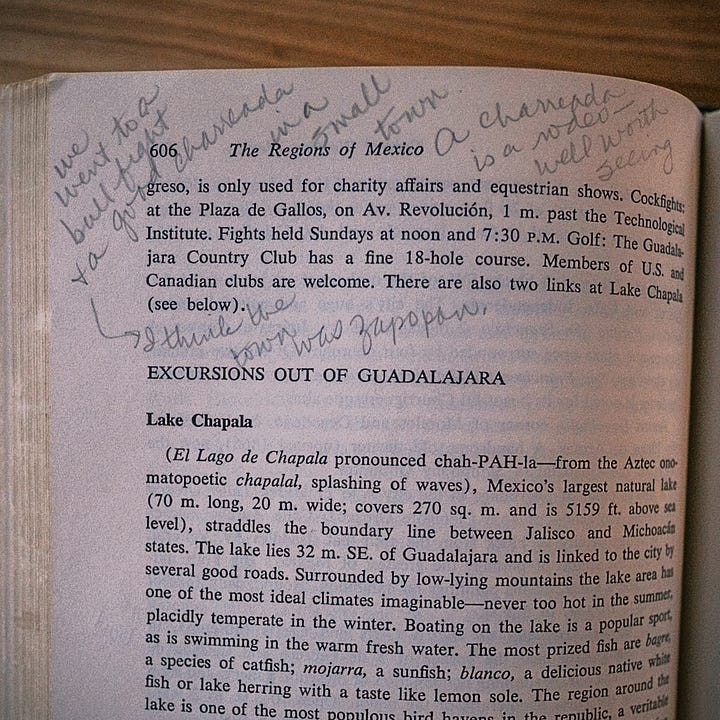 we
went to a
bull fight
& a good charreada
in a
small
town. A charreada
is a rodeo —
well worth
seeing
606 The Regions of Mexico
greso, is only used for charity affairs and equestrian shows. Cockfights:
at the Plaza de Gallos, on Av. Revolución, 1 m. past the Technological
Institute. Fights held Sundays at noon and 7:30 P.M. Golf: The Guadala-
jara Country Club has a fine 18-hole course. Members of U.S. and
Canadian clubs are welcome. There are also two links at Lake Chapala
(see below).
I think the
town was Zapopan.
EXCURSIONS OUT OF GUADALAJARA
Lake Chapala
(El Lago de Chapala pronounced chah-PAH-la—from the Aztec ono-
matopoetic chapalal, splashing of waves), Mexico's largest natural lake
(70 m. long, 20 m. wide; covers 270 sq. m. and is 5159 ft. above sea
level), straddles the boundary line between Jalisco and Michoacán
states. The lake lies 32 m. SE. of Guadalajara and is linked to the city by
several good roads. Surrounded by low-lying mountains the lake area has
one of the most ideal climates imaginable—never too hot in the summer,
placidly temperate in the winter. Boating on the lake is a popular sport,
as is swimming in the warm fresh water. The most prized fish are bagre,
a species of catfish; mojarra, a sunfish; blanco, a delicious native white
fish or lake herring with a taste like lemon sole. The region around the
lake is one of the most populous bird havens in the republic, a veritable